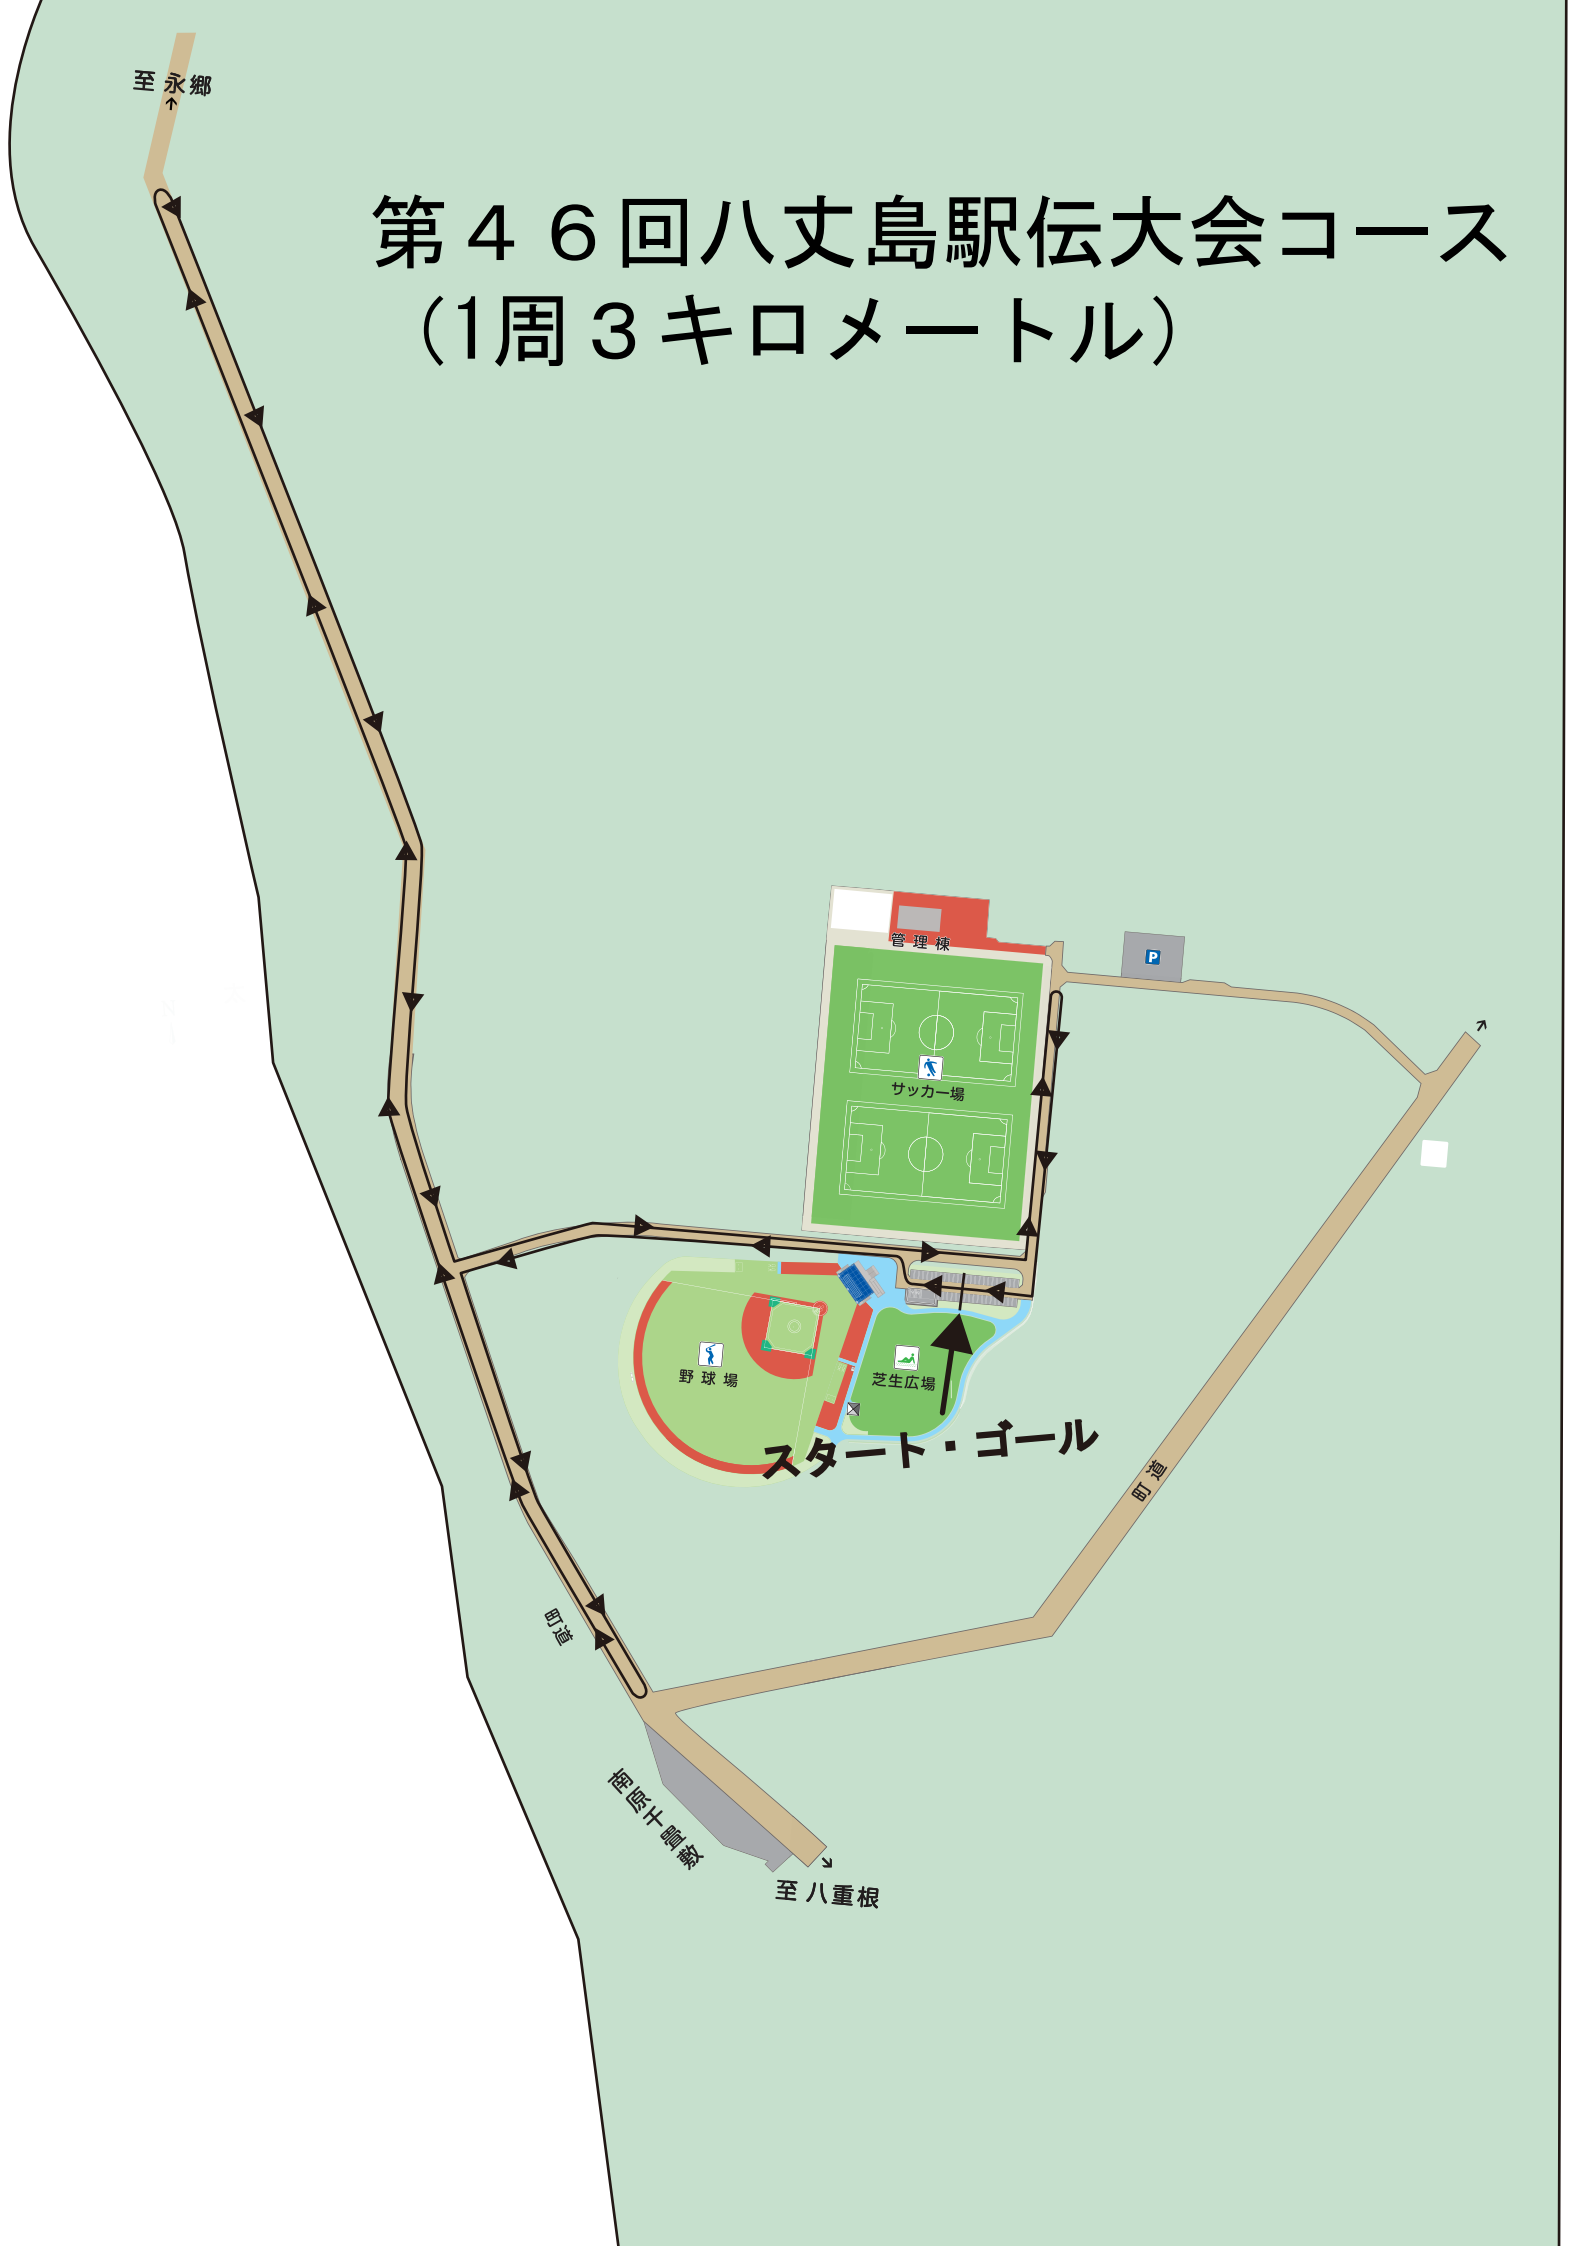 至 永郷
第46回八丈島駅伝大会コース
(1周3キロメートル)
管理棟
P
サッカー場
野球場
芝生広場
スタート・ゴール
町道
町道
南原千畳敷
至 八重根